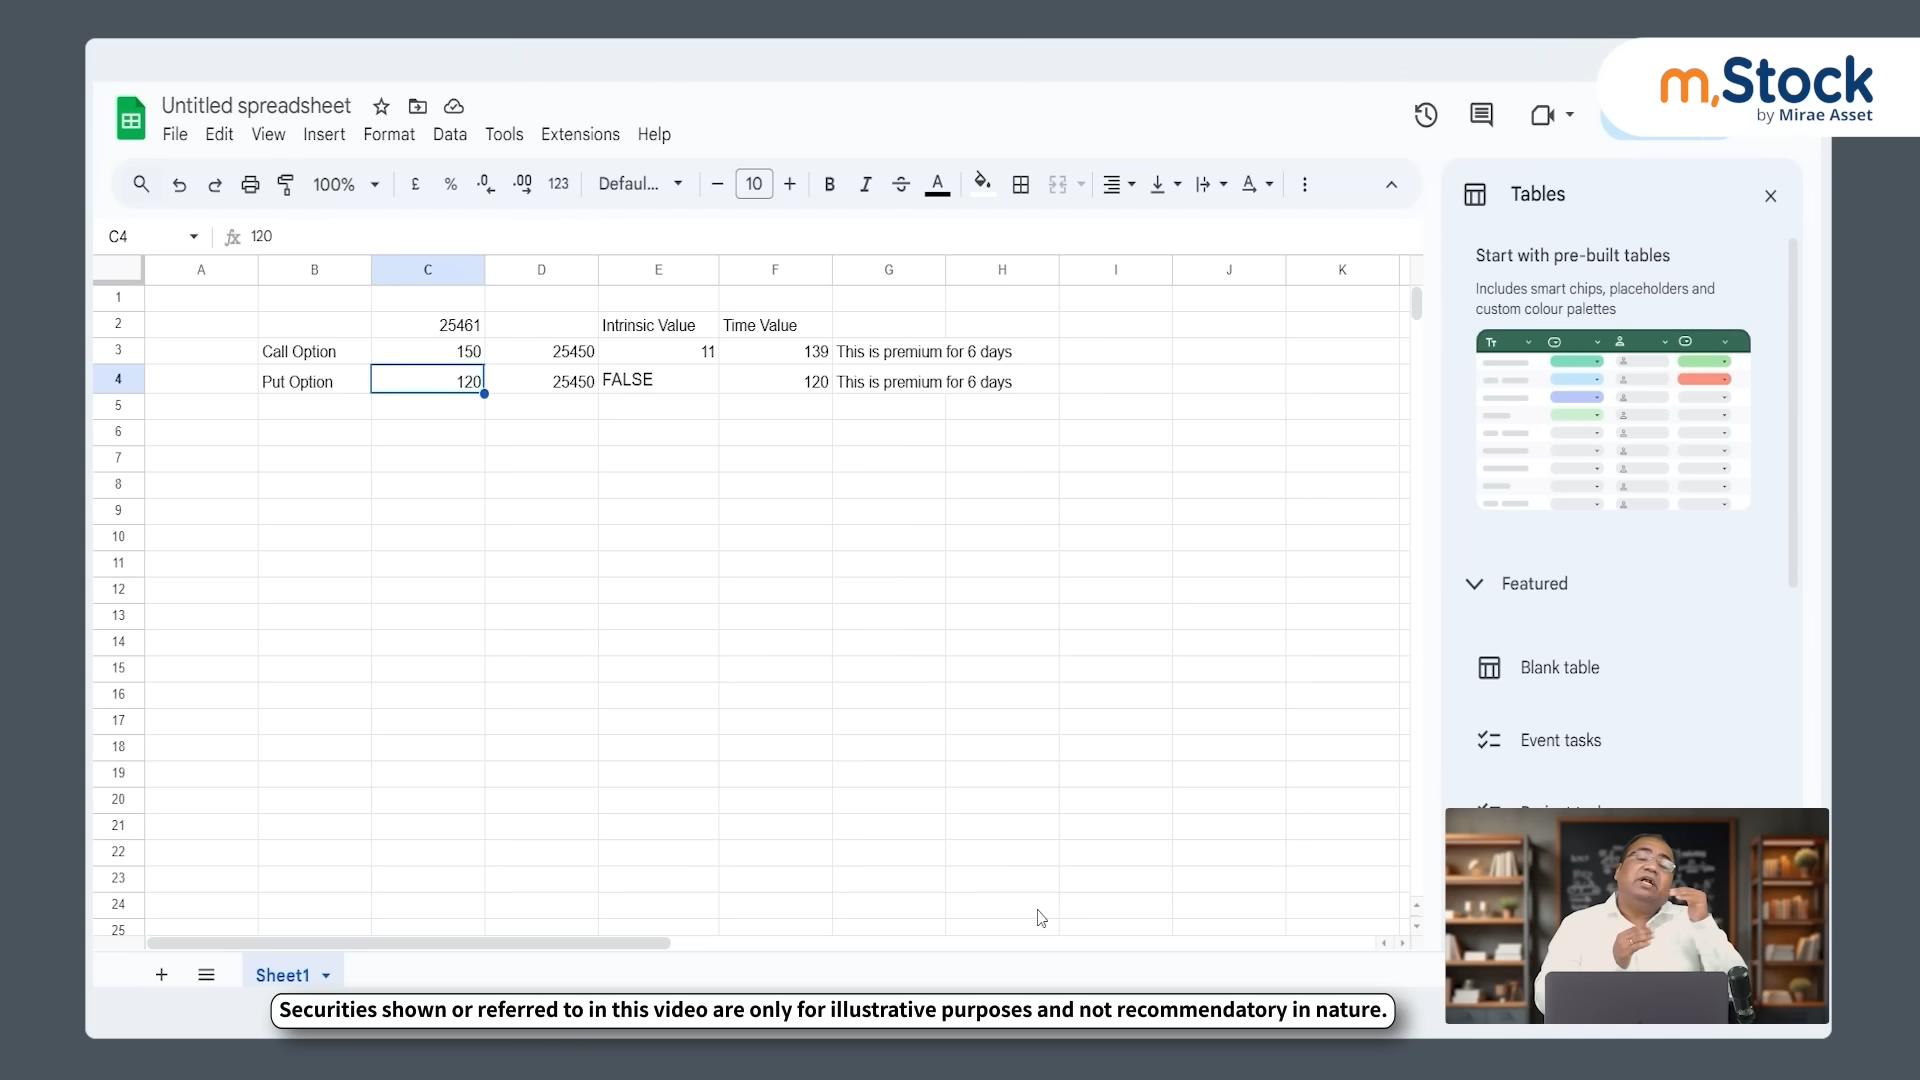 m.Stock
by Mirae Asset
Untitled spreadsheet
File Edit View Insert Format Data Tools Extensions Help
100% £ % .0 .00 123 Defaul... − 10 + B I A
Tables
C4 fx 120
Start with pre-built tables
Includes smart chips, placeholders and
custom colour palettes
A B C D E F G H I J K
1
2 25461 Intrinsic Value Time Value
3 Call Option 150 25450 11 139 This is premium for 6 days
4 Put Option 120 25450 FALSE 120 This is premium for 6 days
5
6
7
8
9
10
11
12
13
14
15
16
17
18
19
20
21
22
23
24
25
Featured
Blank table
Event tasks
+ Sheet1
Securities shown or referred to in this video are only for illustrative purposes and not recommendatory in nature.